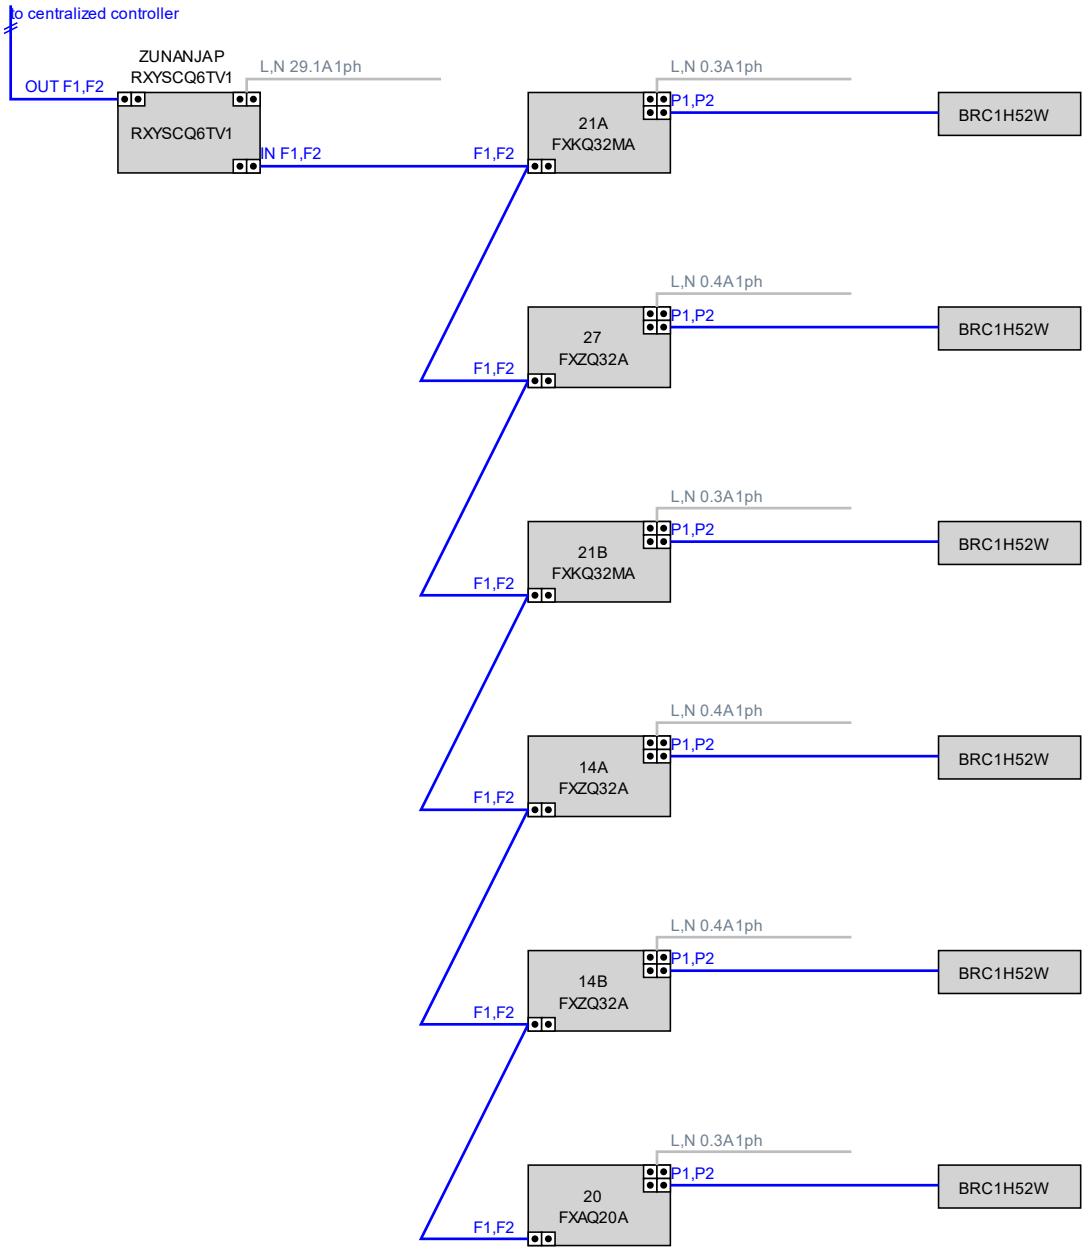 to centralized controller
ZUNANJAP
RXYSCQ6TV1
L,N 29.1A1ph
OUT F1,F2
RXYSCQ6TV1
IN F1,F2
L,N 0.3A1ph
P1,P2
21A
FXKQ32MA
BRC1H52W
F1,F2
L,N 0.4A1ph
P1,P2
27
FXZQ32A
BRC1H52W
F1,F2
L,N 0.3A1ph
P1,P2
21B
FXKQ32MA
BRC1H52W
F1,F2
L,N 0.4A1ph
P1,P2
14A
FXZQ32A
BRC1H52W
F1,F2
L,N 0.4A1ph
P1,P2
14B
FXZQ32A
BRC1H52W
F1,F2
L,N 0.3A1ph
P1,P2
20
FXAQ20A
BRC1H52W
F1,F2